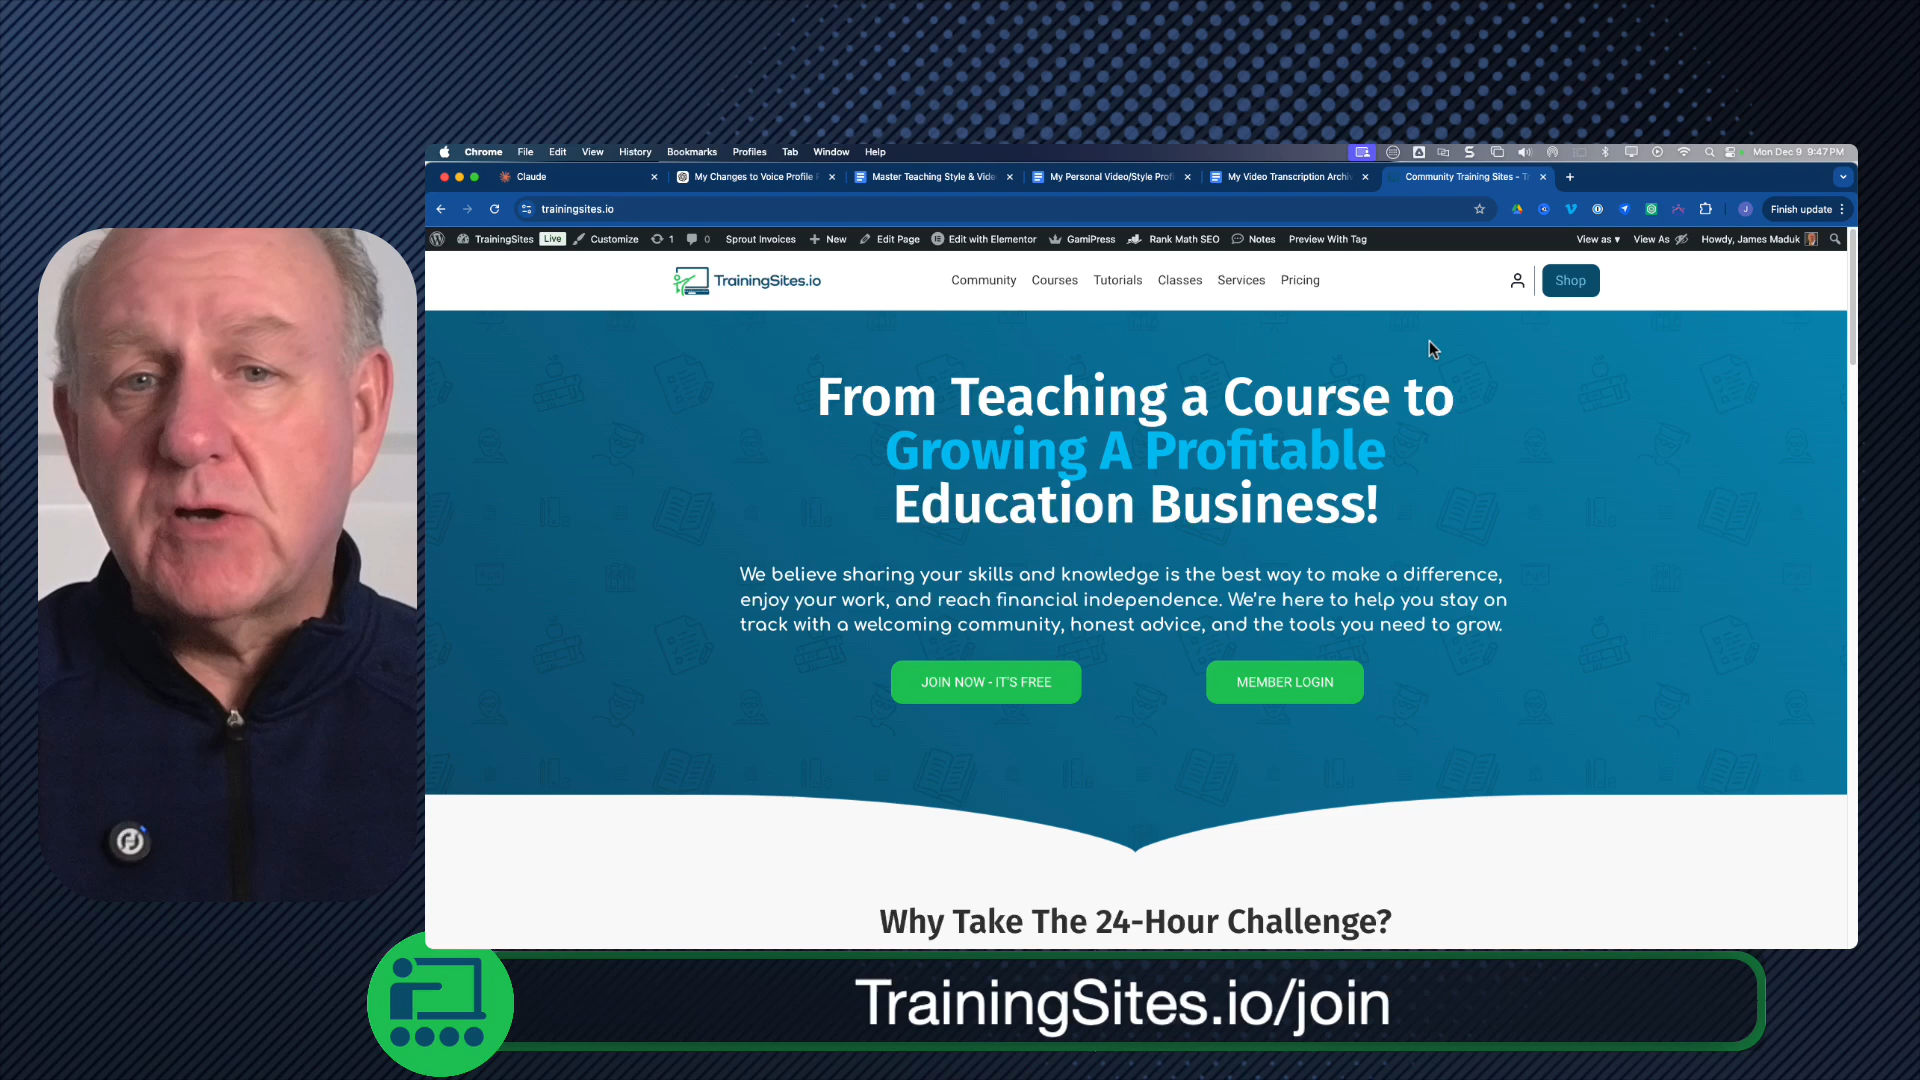 Chrome File Edit View History Bookmarks Profiles Tab Window Help
Mon Dec 9 9:47 PM
Claude
My Changes to Voice Profile
Master Teaching Style & Vide
My Personal Video/Style Profi
My Video Transcription Archi
Community Training Sites - Tr
trainingsites.io
Finish update
TrainingSites Live Customize 1 0 Sprout Invoices New Edit Page Edit with Elementor GamiPress Rank Math SEO Notes Preview With Tag View as View As Howdy, James Maduk
TrainingSites.io
Community Courses Tutorials Classes Services Pricing
Shop
From Teaching a Course to
Growing A Profitable
Education Business!
We believe sharing your skills and knowledge is the best way to make a difference,
enjoy your work, and reach financial independence. We're here to help you stay on
track with a welcoming community, honest advice, and the tools you need to grow.
JOIN NOW - IT'S FREE
MEMBER LOGIN
Why Take The 24-Hour Challenge?
TrainingSites.io/join